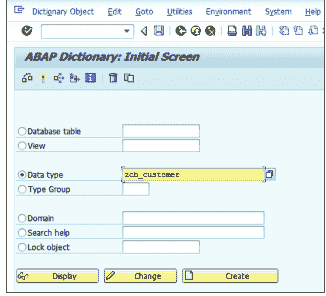 Dictionary Object Edit Goto Utilities Environment System Help
ABAP Dictionary: Initial Screen
Database table
View
Data type zcb_customer
Type Group
Domain
Search help
Lock object
Display Change Create